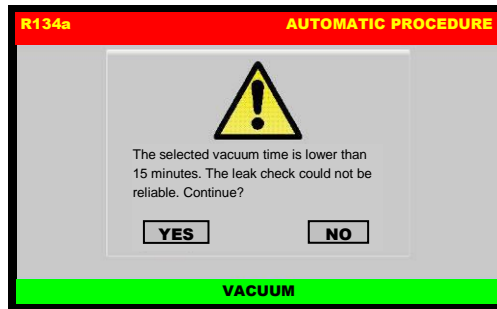 R134a AUTOMATIC PROCEDURE
The selected vacuum time is lower than
15 minutes. The leak check could not be
reliable. Continue?
YES NO
VACUUM